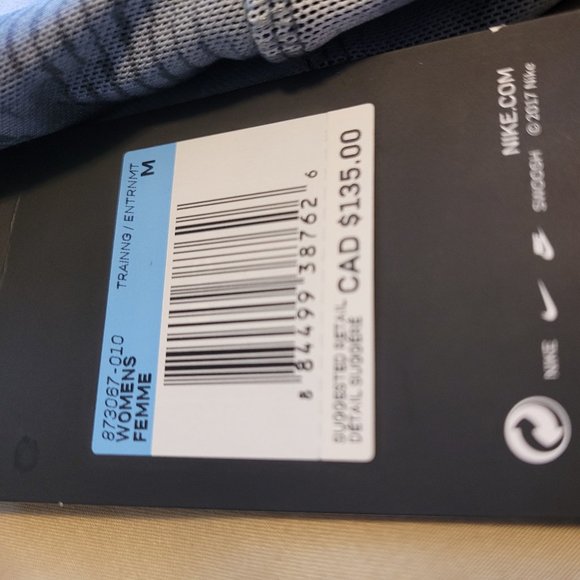 873087-010
TRAINNG / ENTRNMT
WOMENS
FEMME
M
8 84499 38762 6
SUGGESTED RETAIL
DÉTAIL SUGGÉRÉ
CAD $135.00
NIKE.COM
© 2017 Nike
NIKE
SWOOSH